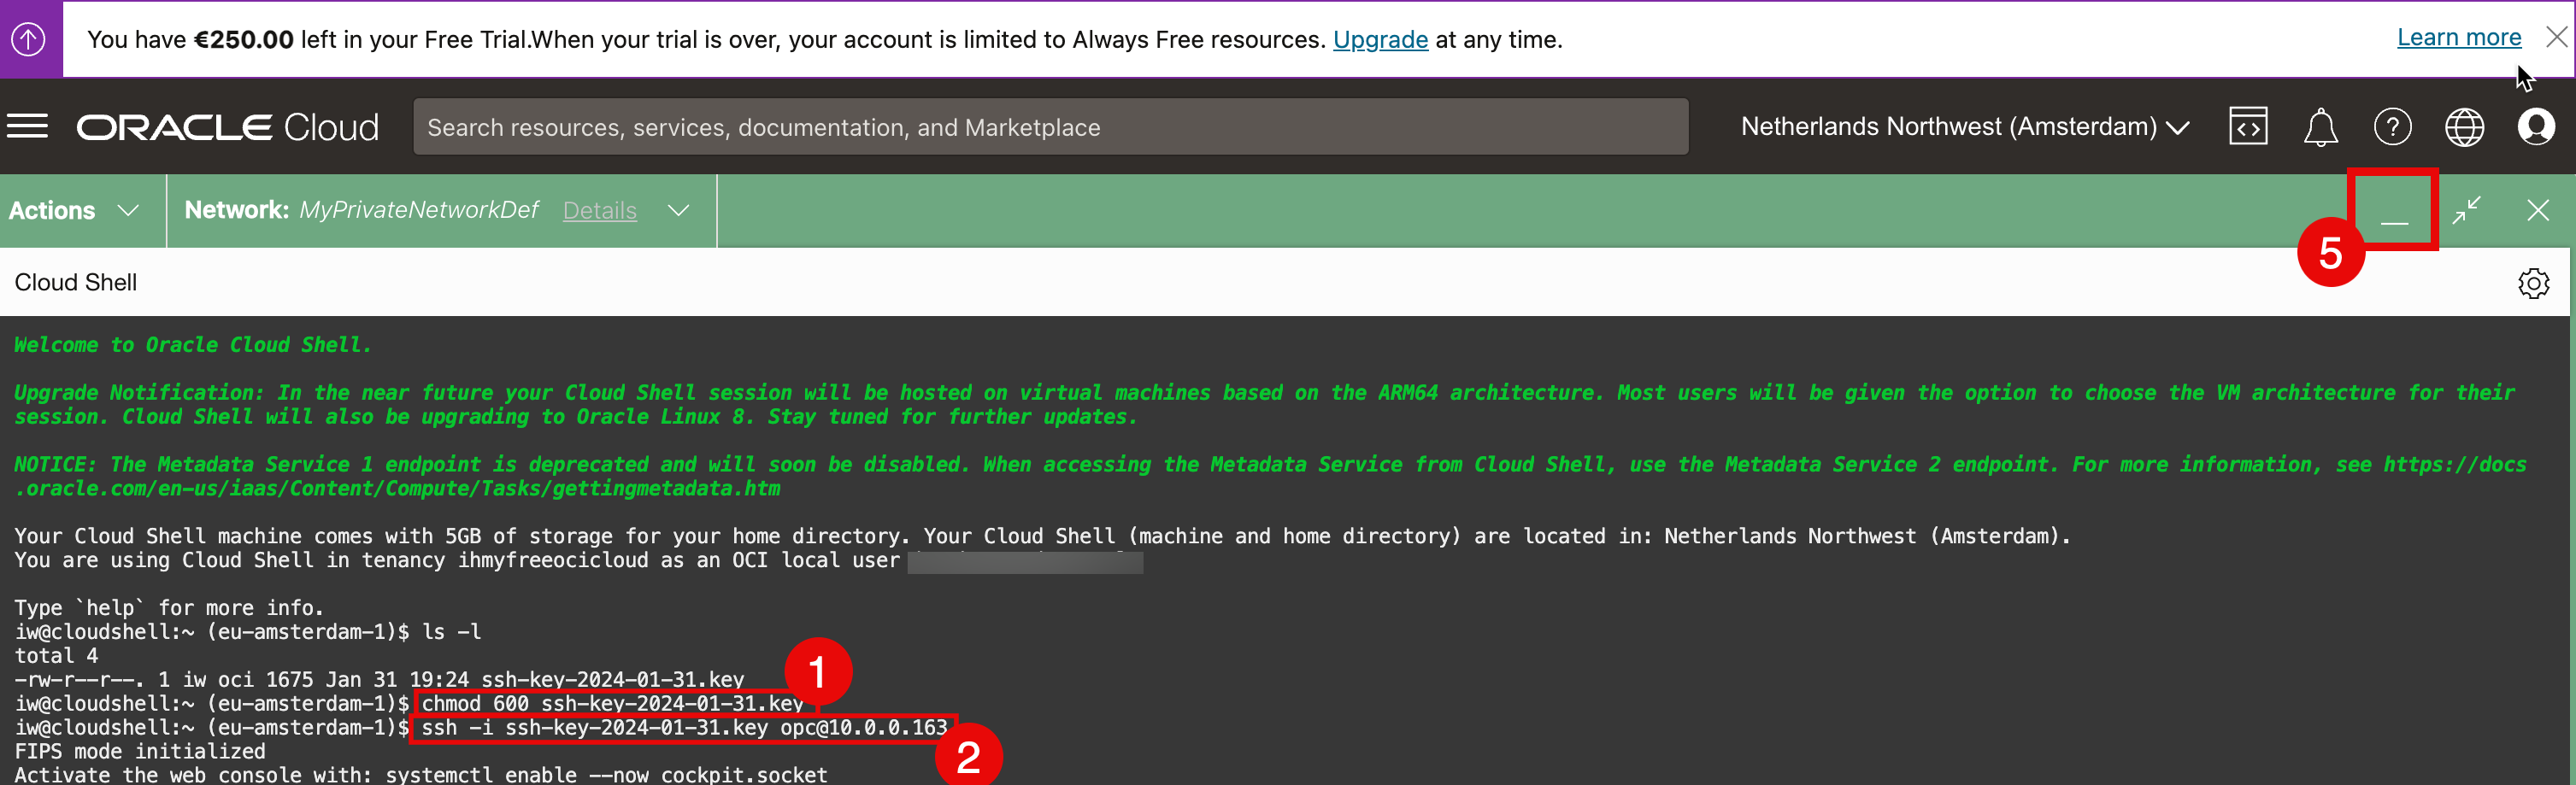 You have €250.00 left in your Free Trial.When your trial is over, your account is limited to Always Free resources. Upgrade at any time.
Learn more
ORACLE Cloud
Search resources, services, documentation, and Marketplace
Netherlands Northwest (Amsterdam)
Actions
Network: MyPrivateNetworkDef Details
5
Cloud Shell
Welcome to Oracle Cloud Shell.
Upgrade Notification: In the near future your Cloud Shell session will be hosted on virtual machines based on the ARM64 architecture. Most users will be given the option to choose the VM architecture for their
session. Cloud Shell will also be upgrading to Oracle Linux 8. Stay tuned for further updates.
NOTICE: The Metadata Service 1 endpoint is deprecated and will soon be disabled. When accessing the Metadata Service from Cloud Shell, use the Metadata Service 2 endpoint. For more information, see https://docs
.oracle.com/en-us/iaas/Content/Compute/Tasks/gettingmetadata.htm
Your Cloud Shell machine comes with 5GB of storage for your home directory. Your Cloud Shell (machine and home directory) are located in: Netherlands Northwest (Amsterdam).
You are using Cloud Shell in tenancy ihmyfreeocicloud as an OCI local user
Type `help` for more info.
iw@cloudshell:~ (eu-amsterdam-1)$ ls -l
total 4
-rw-r--r--. 1 iw oci 1675 Jan 31 19:24 ssh-key-2024-01-31.key
1
iw@cloudshell:~ (eu-amsterdam-1)$ chmod 600 ssh-key-2024-01-31.key
iw@cloudshell:~ (eu-amsterdam-1)$ ssh -i ssh-key-2024-01-31.key opc@10.0.0.163
2
FIPS mode initialized
Activate the web console with: systemctl enable --now cockpit.socket